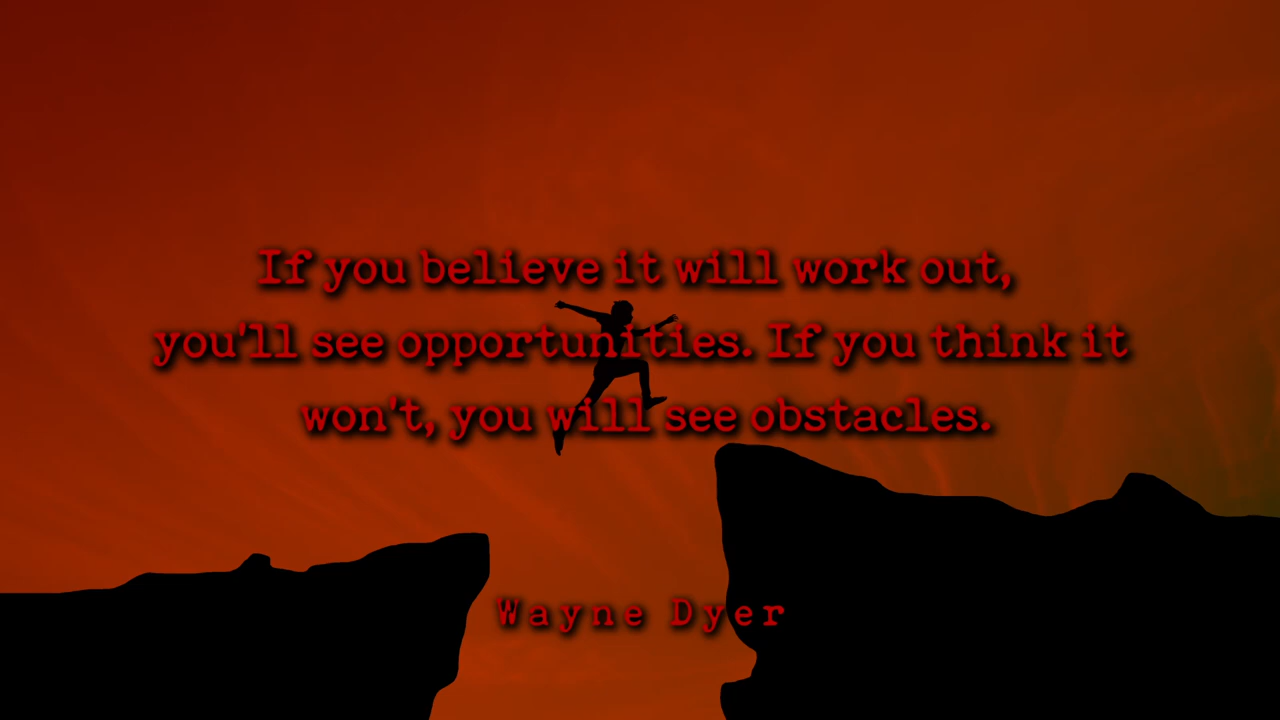 If you believe it will work out,
you'll see opportunities. If you think it
won't, you will see obstacles.
Wayne Dyer